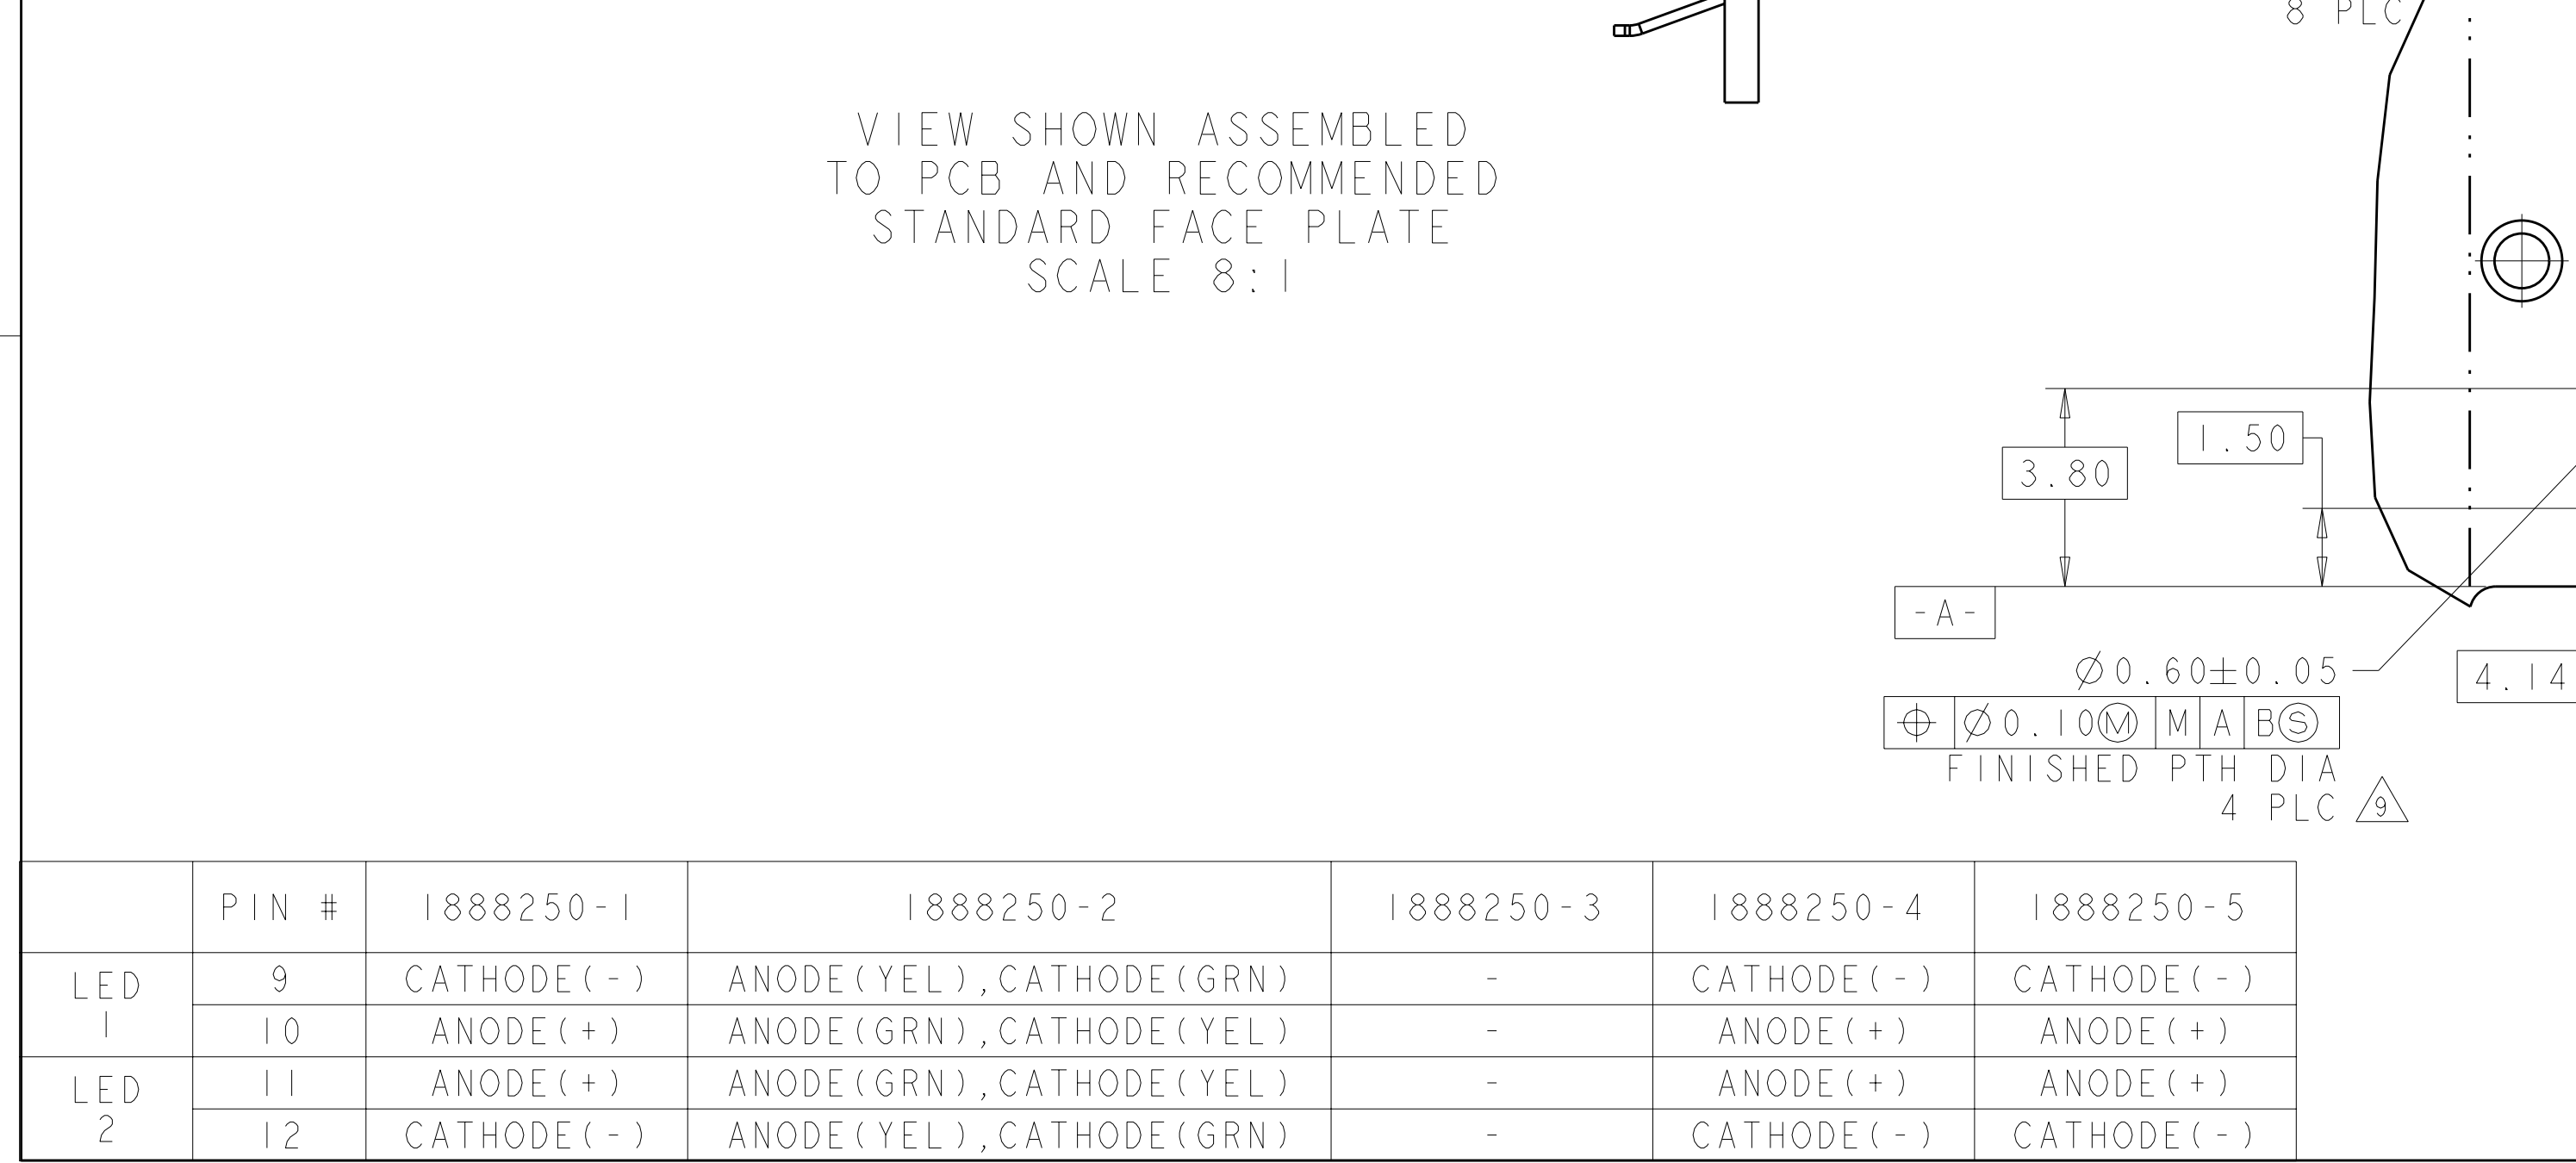 8 PLC
VIEW SHOWN ASSEMBLED
TO PCB AND RECOMMENDED
STANDARD FACE PLATE
SCALE 8:1
1.50
3.80
-A-
Ø0.60±0.05
4.14
⌖ Ø0.10Ⓜ M A BⓈ
FINISHED PTH DIA
4 PLC 9
PIN # 1888250-1 1888250-2 1888250-3 1888250-4 1888250-5
LED 1
9 CATHODE(-) ANODE(YEL),CATHODE(GRN) - CATHODE(-) CATHODE(-)
10 ANODE(+) ANODE(GRN),CATHODE(YEL) - ANODE(+) ANODE(+)
LED 2
11 ANODE(+) ANODE(GRN),CATHODE(YEL) - ANODE(+) ANODE(+)
12 CATHODE(-) ANODE(YEL),CATHODE(GRN) - CATHODE(-) CATHODE(-)